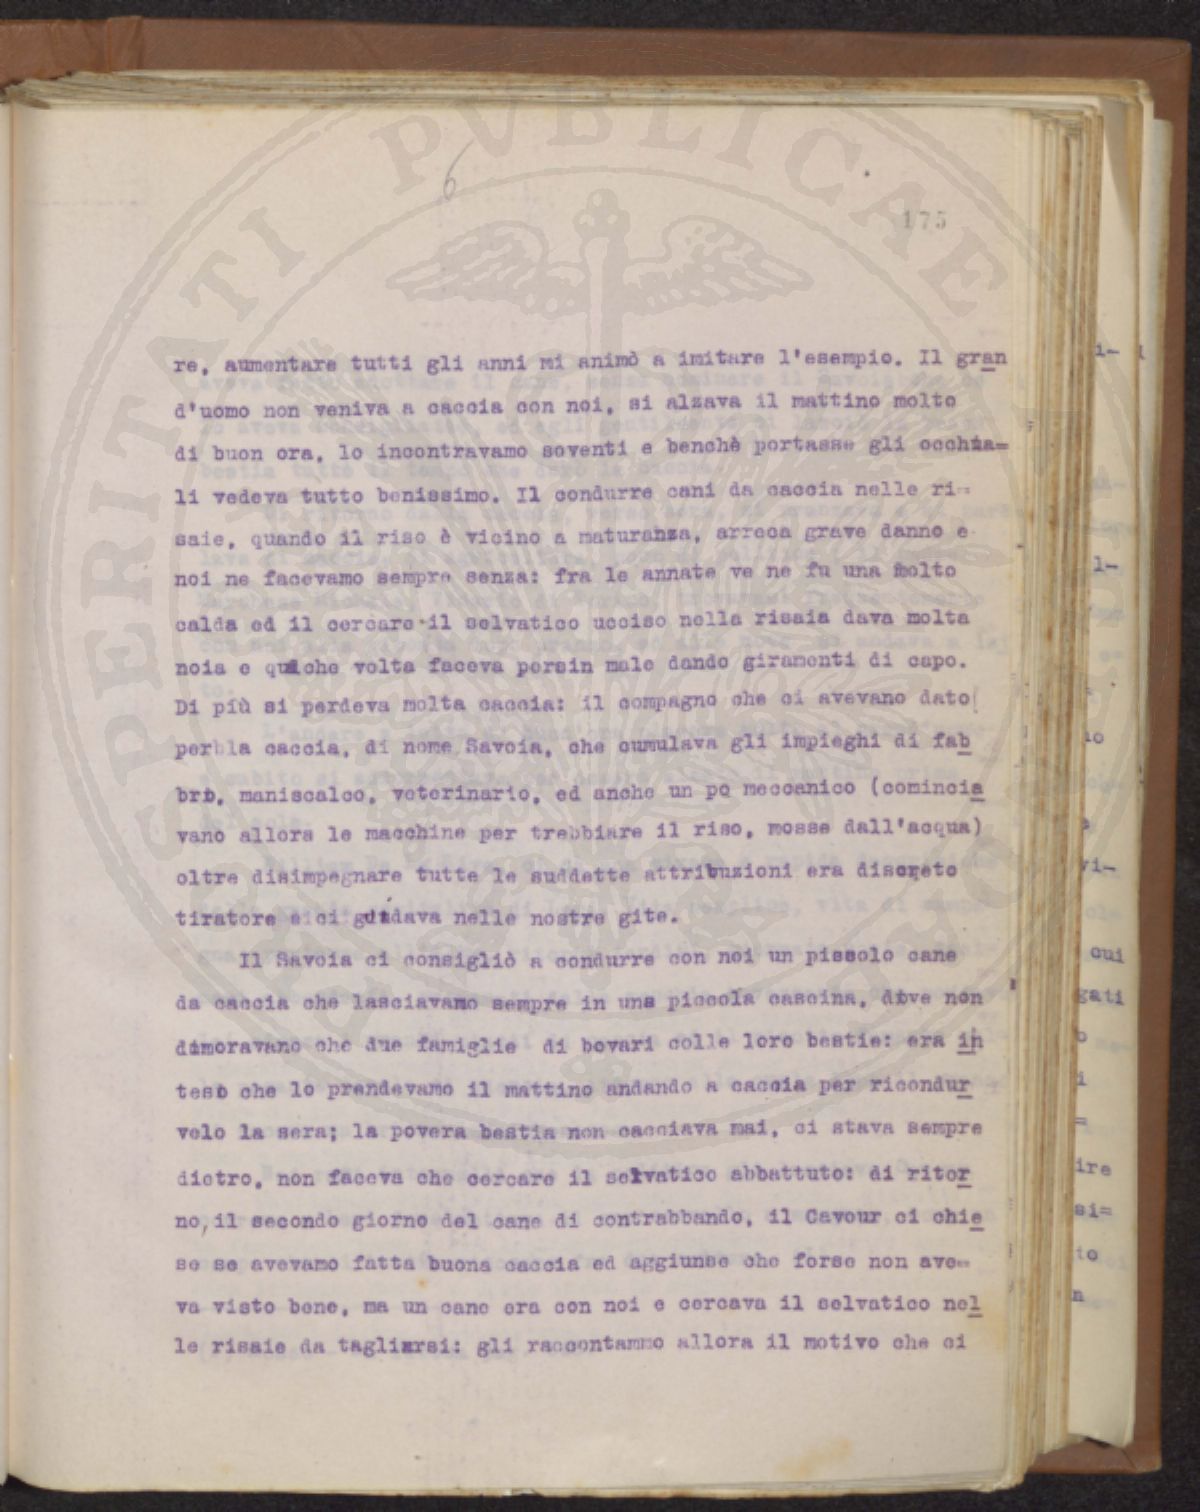 PROSPERITATI PVBLICAE
6
175
re, aumentare tutti gli anni mi animò a imitare l'esempio. Il gran
d'uomo non veniva a caccia con noi, si alzava il mattino molto
di buon ora, lo incontravamo soventi e benchè portasse gli occhia=
li vedeva tutto benissimo. Il condurre cani da caccia nelle ri-
saie, quando il riso è vicino a maturanza, arreca grave danno e
noi ne facevamo sempre senza: fra le annate ve ne fu una molto
calda ed il cercare il selvatico ucciso nella risaia dava molta
noia e qualche volta faceva persin male dando giramenti di capo.
Di più si perdeva molta caccia: il compagno che ci avevano dato
per la caccia, di nome Savoia, che cumulava gli impieghi di fab
bro, maniscalco, veterinario, ed anche un po meccanico (comincia
vano allora le macchine per trebbiare il riso, mosse dall'acqua)
oltre disimpegnare tutte le suddette attribuzioni era discreto
tiratore e ci guidava nelle nostre gite.
Il Savoia ci consigliò a condurre con noi un piccolo cane
da caccia che lasciavamo sempre in una piccola cascina, dove non
dimoravano che due famiglie di bovari colle loro bestie: era in
teso che lo prendevamo il mattino andando a caccia per ricondur
velo la sera; la povera bestia non cacciava mai, ci stava sempre
dietro, non faceva che cercare il selvatico abbattuto: di ritor
no, il secondo giorno del cane di contrabbando, il Cavour ci chie
se se avevamo fatta buona caccia ed aggiunse che forse non ave-
va visto bene, ma un cane era con noi e cercava il selvatico nel
le risaie da tagliarsi: gli raccontammo allora il motivo che ci